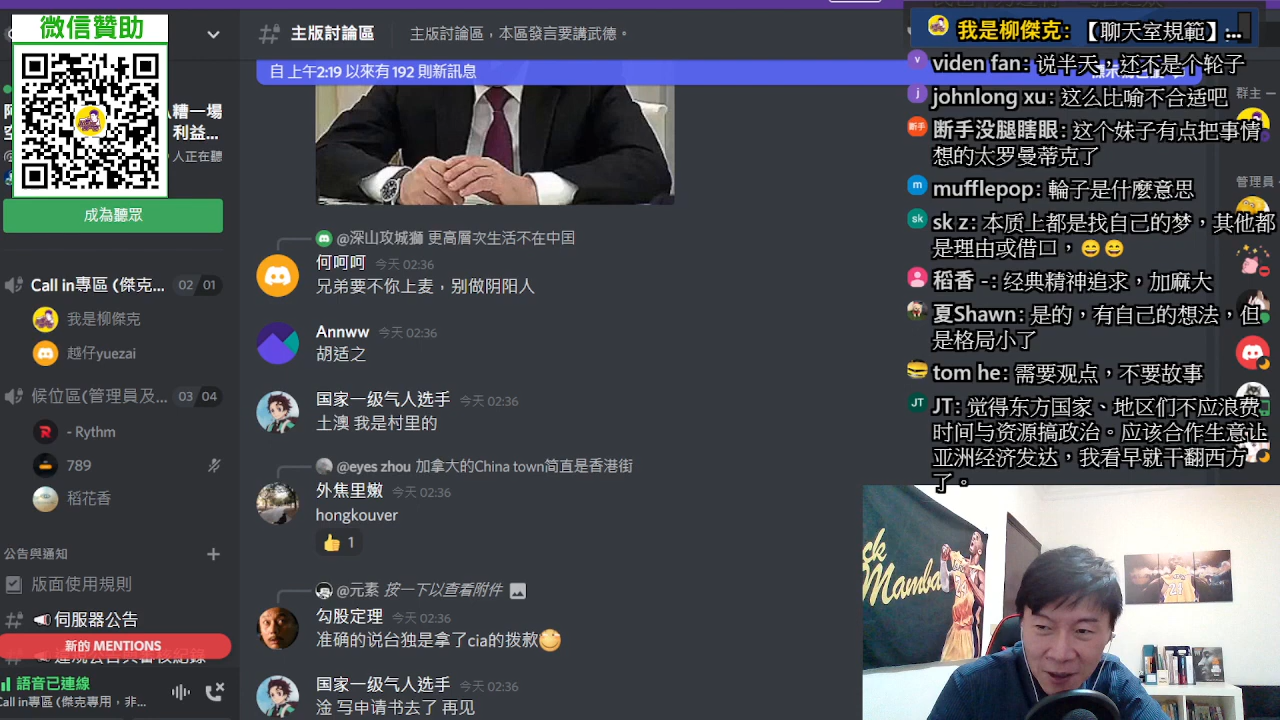 微信贊助
糟一場
利益...
人正在聽
成為聽眾
Call in專區 (傑克...
02 01
我是柳傑克
越仔yuezai
候位區(管理員及...
03 04
- Rythm
789
稻花香
公告與通知
版面使用規則
伺服器公告
新的 MENTIONS
語音已連線
Call in專區 (傑克專用，非...
主版討論區
主版討論區，本區發言要講武德。
自 上午2:19 以來有 192 則新訊息
@深山攻城獅 更高層次生活不在中国
何呵呵 今天 02:36
兄弟要不你上麦，别做阴阳人
Annww 今天 02:36
胡适之
国家一级气人选手 今天 02:36
土澳 我是村里的
@eyes zhou 加拿大的China town简直是香港街
外焦里嫩 今天 02:36
hongkouver
1
@元素 按一下以查看附件
勾股定理 今天 02:36
准确的说台独是拿了cia的拨款
国家一级气人选手 今天 02:36
淦 写申请书去了 再见
我是柳傑克: 【聊天室規範】...
viden fan: 说半天，还不是个轮子
johnlong xu: 这么比喻不合适吧
断手没腿瞎眼: 这个妹子有点把事情
想的太罗曼蒂克了
mufflepop: 輪子是什麼意思
sk z: 本质上都是找自己的梦，其他都
是理由或借口，
稻香 -: 经典精神追求，加麻大
夏Shawn: 是的，有自己的想法，但
是格局小了
tom he: 需要观点，不要故事
JT: 觉得东方国家、地区们不应浪费
时间与资源搞政治。应该合作生意让
亚洲经济发达，我看早就干翻西方
了。
群主 —
管理員
Mamba